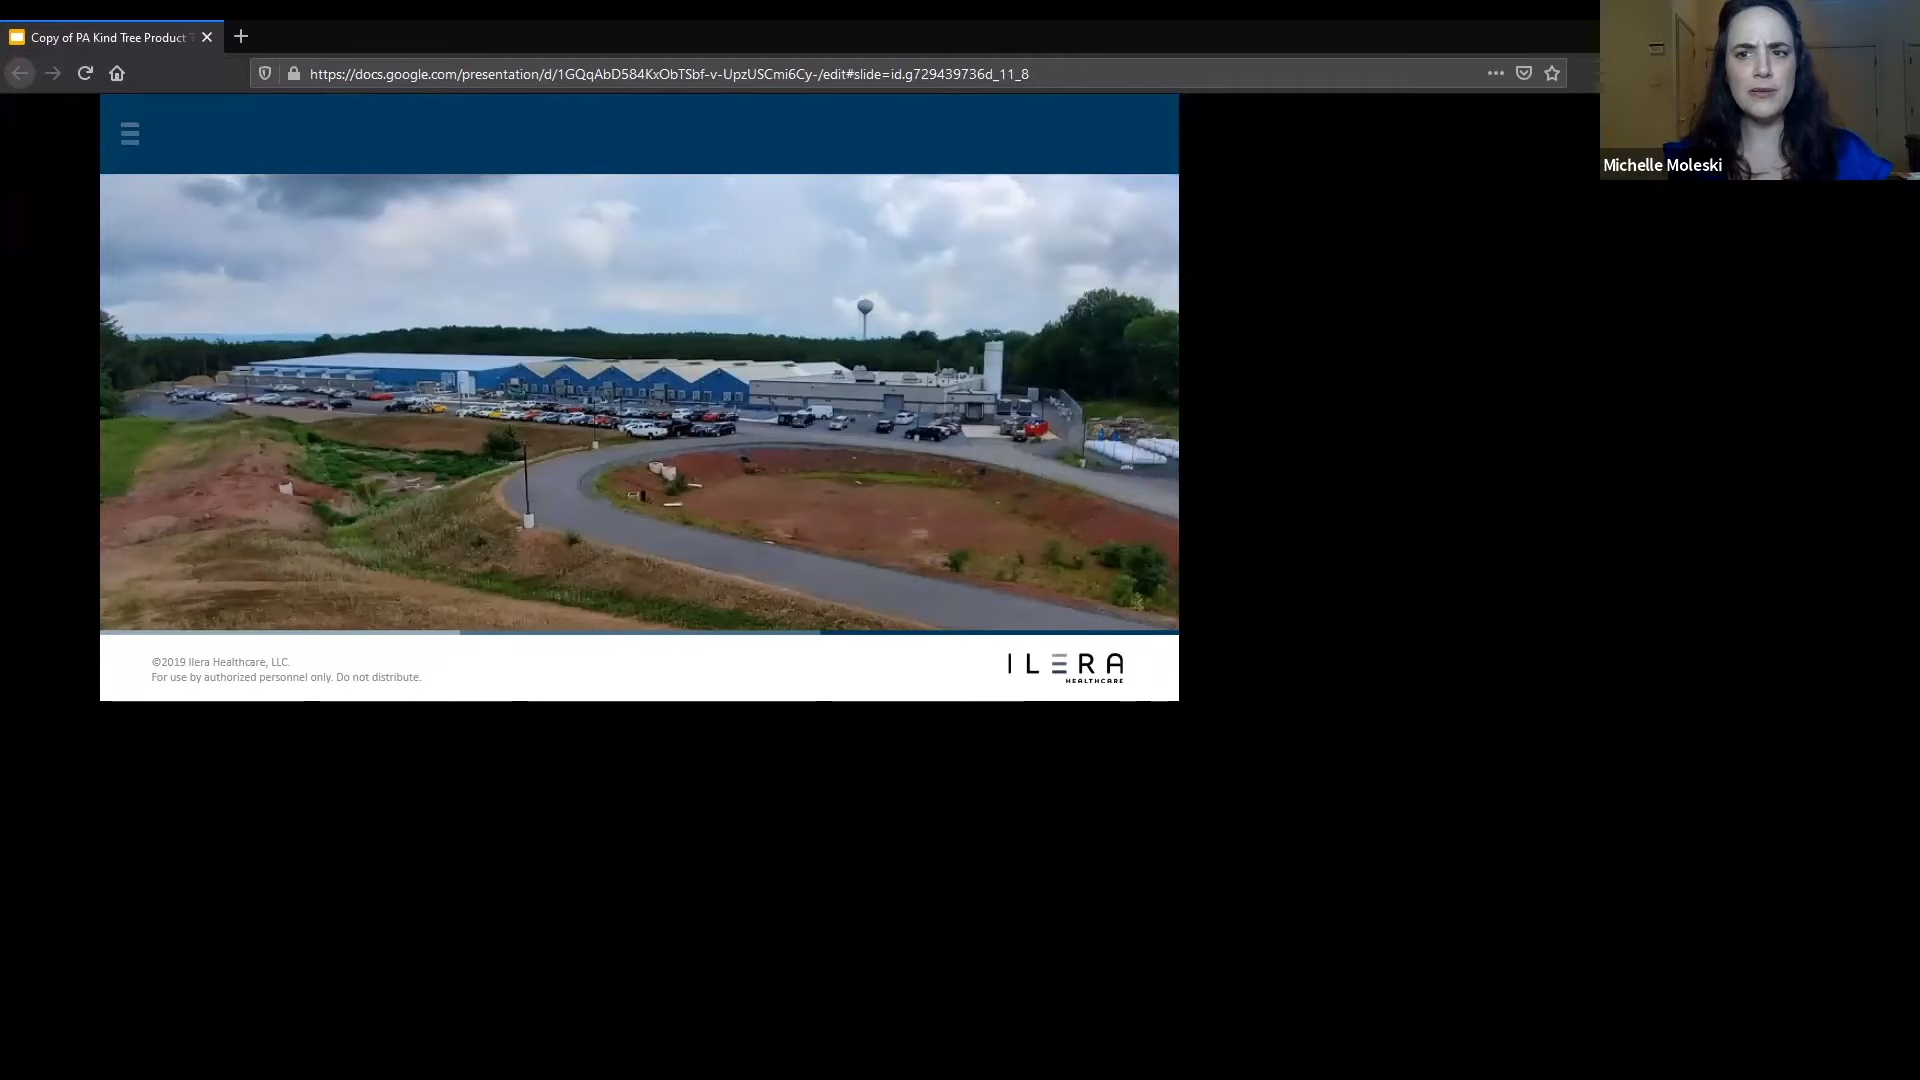 Copy of PA Kind Tree Product T
https://docs.google.com/presentation/d/1GQqAbD584KxObTSbf-v-UpzUSCmi6Cy-/edit#slide=id.g729439736d_11_8
Michelle Moleski
©2019 Ilera Healthcare, LLC.
For use by authorized personnel only. Do not distribute.
ILERA
HEALTHCARE